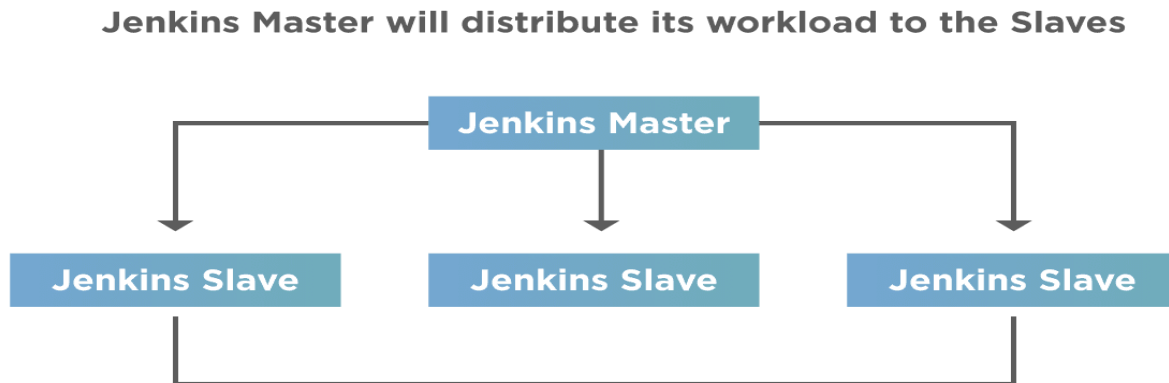 Jenkins Master will distribute its workload to the Slaves
Jenkins Master
Jenkins Slave
Jenkins Slave
Jenkins Slave